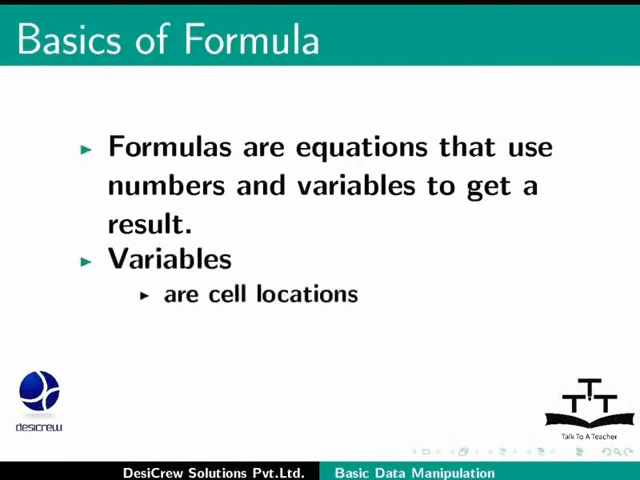 Basics of Formula
Formulas are equations that use
numbers and variables to get a
result.
Variables
are cell locations
desicrew
TTT
Talk To A Teacher
DesiCrew Solutions Pvt.Ltd. Basic Data Manipulation